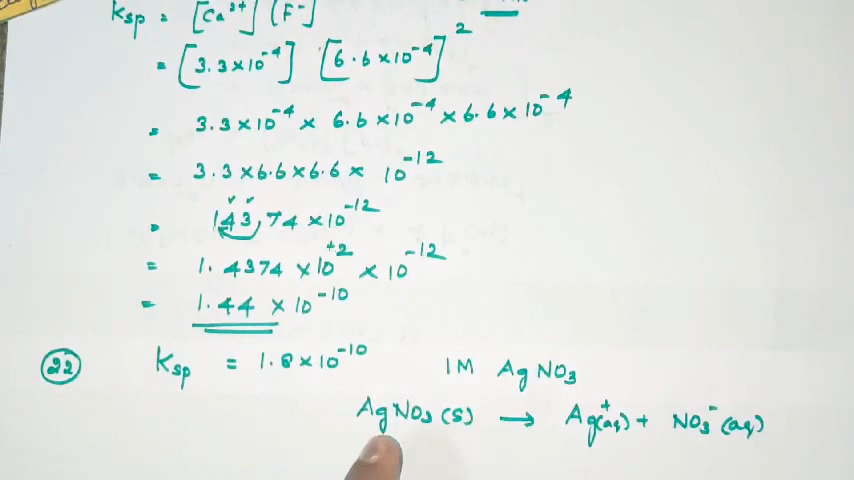 Ksp = [Ca²⁺] [F⁻]
= [3.3×10⁻⁴] [6.6×10⁻⁴]²
= 3.3×10⁻⁴ × 6.6×10⁻⁴ × 6.6×10⁻⁴
= 3.3×6.6×6.6× 10⁻¹²
= 143.74 ×10⁻¹²
= 1.4374 ×10⁺² × 10⁻¹²
= 1.44 × 10⁻¹⁰
22 Ksp = 1.8×10⁻¹⁰ 1M AgNO₃
AgNO₃(s) → Ag⁺(aq) + NO₃⁻(aq)